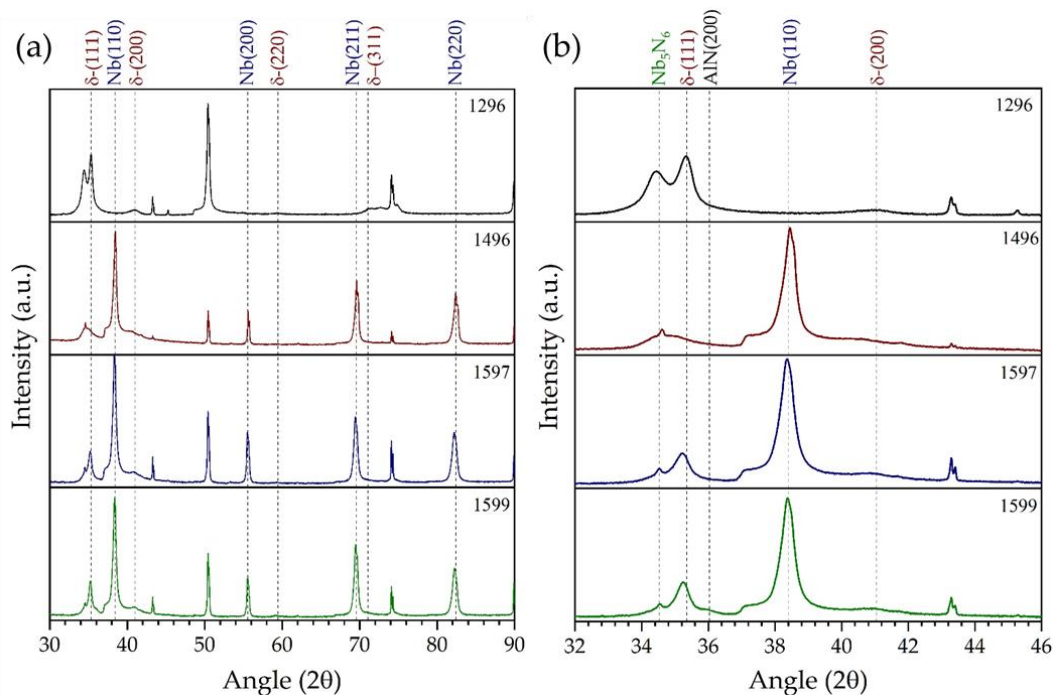 (a)
δ-(111)
Nb(110)
δ-(200)
Nb(200)
δ-(220)
Nb(211)
δ-(311)
Nb(220)
1296
1496
1597
1599
Intensity (a.u.)
30 40 50 60 70 80 90
Angle (2θ)
(b)
Nb₅N₆
δ-(111)
AlN(200)
Nb(110)
δ-(200)
1296
1496
1597
1599
Intensity (a.u.)
32 34 36 38 40 42 44 46
Angle (2θ)